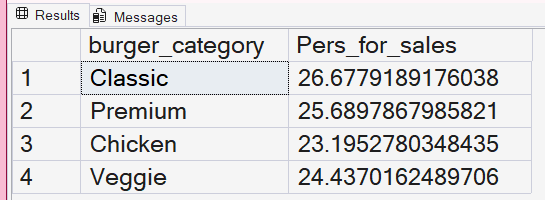 Results Messages
burger_category Pers_for_sales
1 Classic 26.6779189176038
2 Premium 25.6897867985821
3 Chicken 23.1952780348435
4 Veggie 24.4370162489706